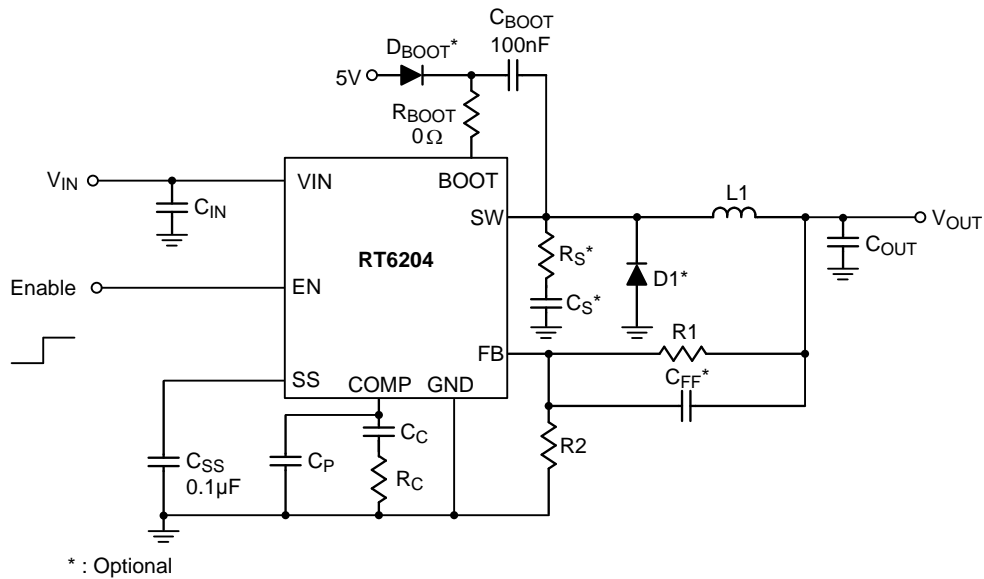 C_BOOT
100nF
D_BOOT*
5V
R_BOOT
0Ω
V_IN
VIN
BOOT
C_IN
SW
L1
V_OUT
C_OUT
RT6204
R_S*
Enable
EN
D1*
C_S*
R1
FB
C_FF*
SS
COMP
GND
C_C
R2
C_SS
0.1µF
C_P
R_C
* : Optional